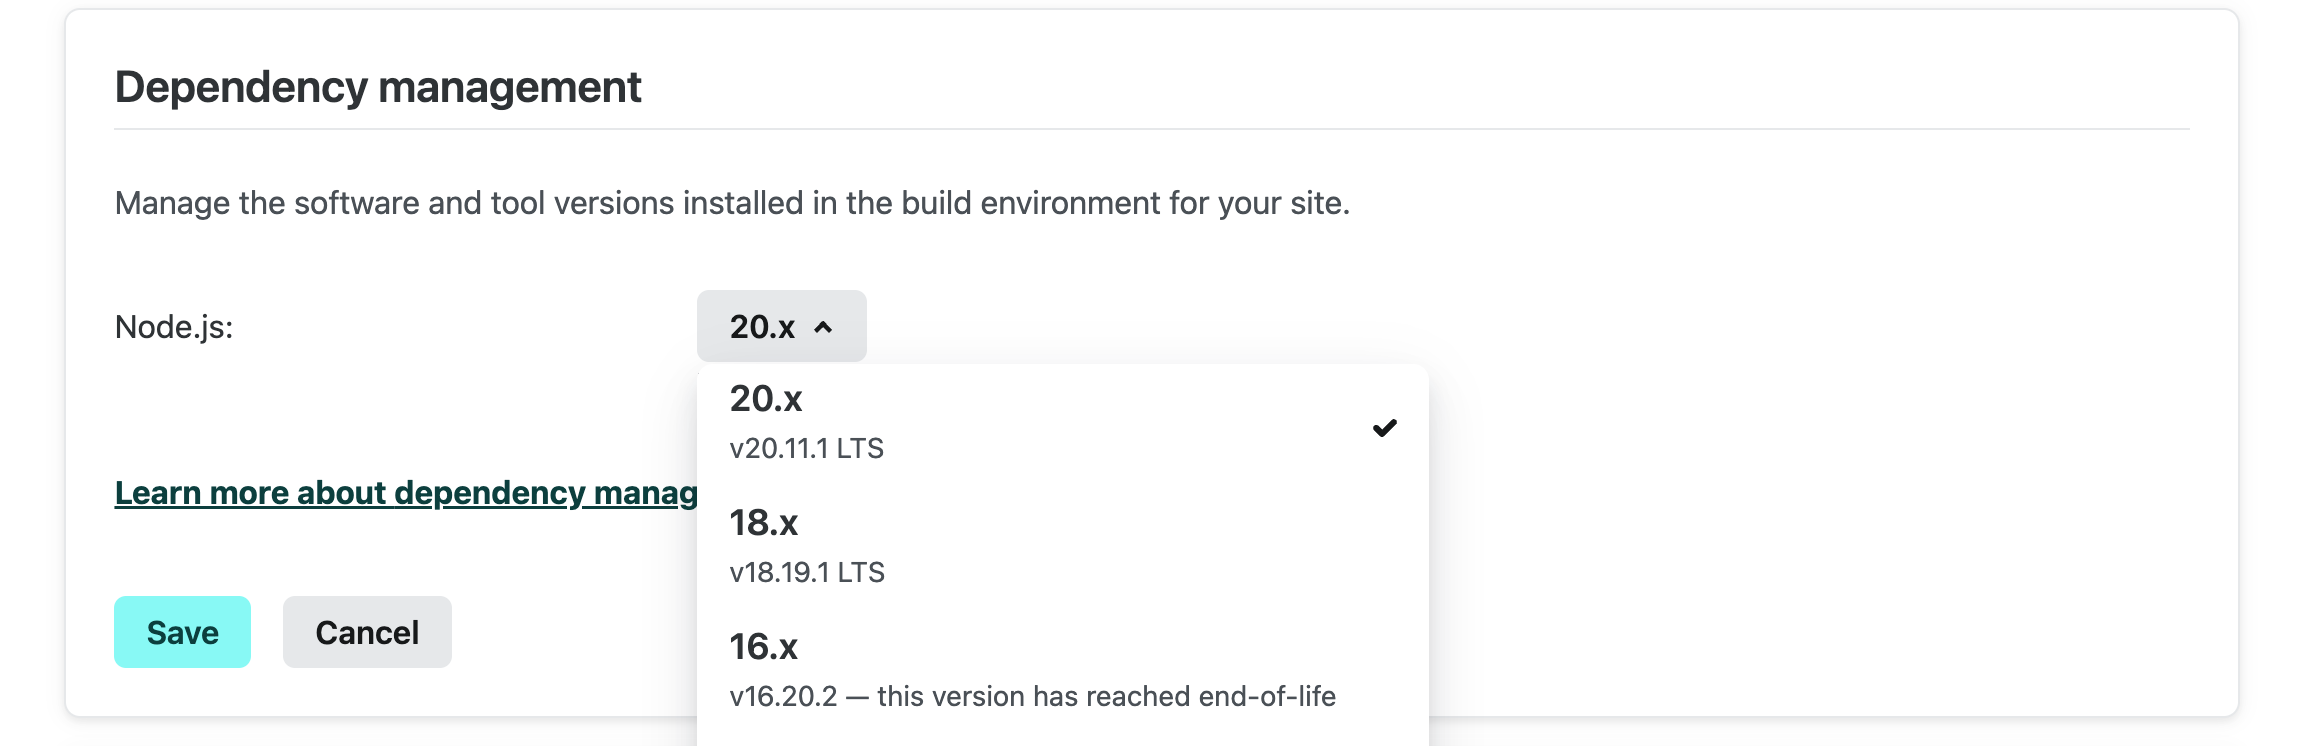 Dependency management
Manage the software and tool versions installed in the build environment for your site.
Node.js:
20.x
20.x
v20.11.1 LTS
18.x
v18.19.1 LTS
16.x
v16.20.2 — this version has reached end-of-life
Learn more about dependency manag
Save
Cancel